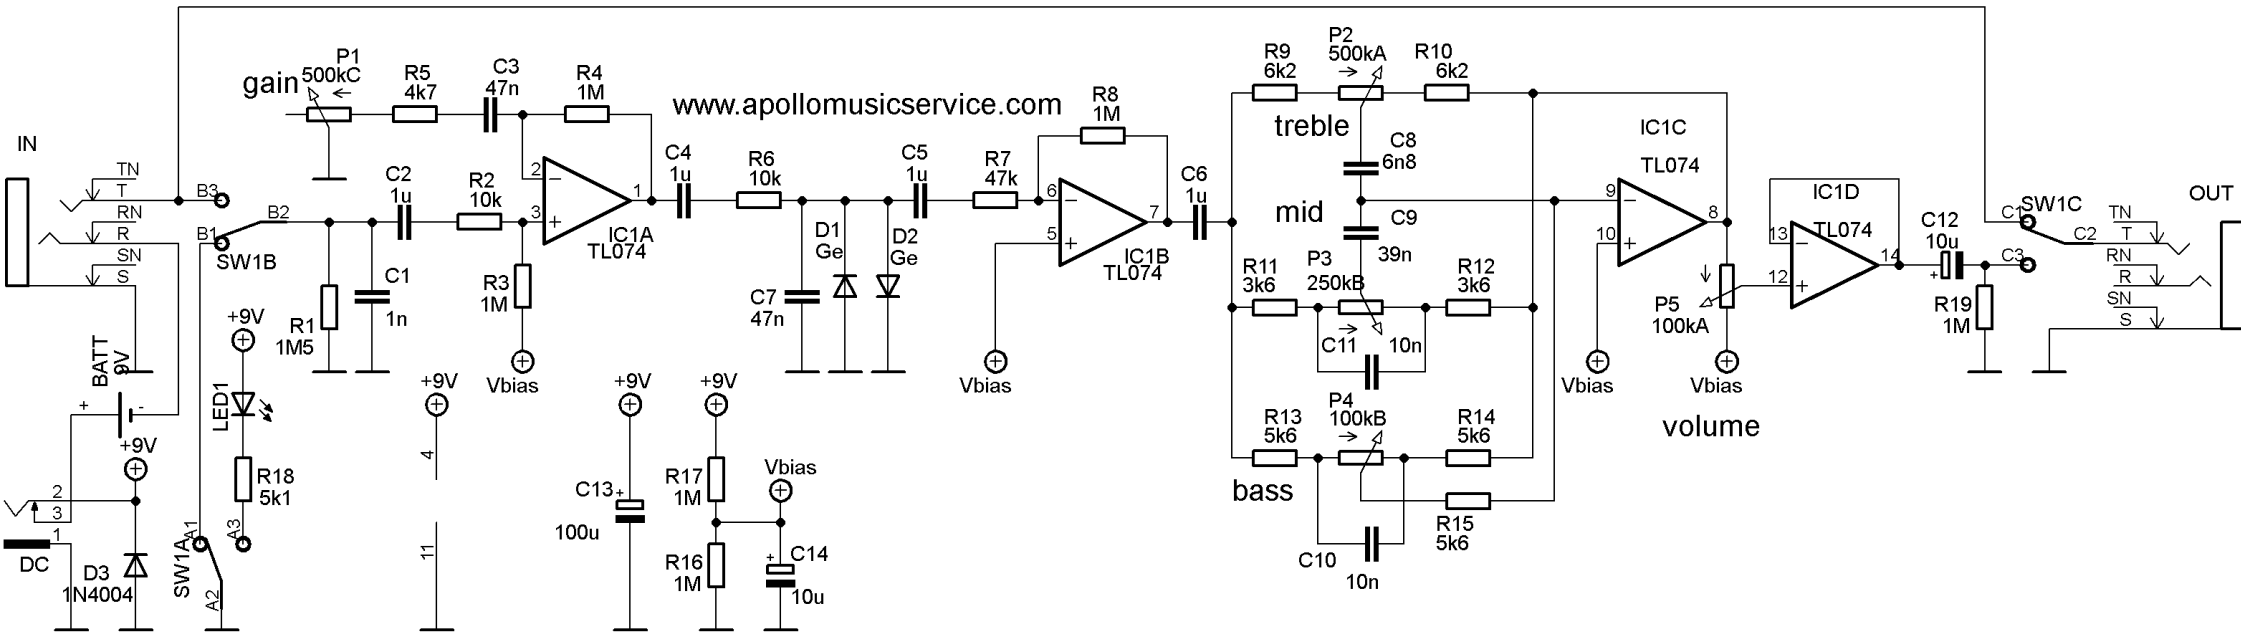 IN
TN
T
RN
R
SN
S
B3
B2
B1
SW1B
gain
P1
500kC
R5
4k7
C3
47n
R4
1M
C2
1u
R2
10k
2
3
1
IC1A
TL074
R3
1M
Vbias
R1
1M5
C1
1n
+9V
LED1
R18
5k1
BATT
9V
+
-
+9V
2
3
1
DC
D3
1N4004
SW1A
A1
A3
A2
+9V
4
11
+9V
C13
+
100u
+9V
R17
1M
R16
1M
Vbias
+
C14
10u
www.apollomusicservice.com
C4
1u
R6
10k
C7
47n
D1
Ge
D2
Ge
C5
1u
R7
47k
R8
1M
6
5
7
IC1B
TL074
Vbias
C6
1u
R9
6k2
P2
500kA
R10
6k2
treble
C8
6n8
mid
C9
39n
R11
3k6
P3
250kB
R12
3k6
C11
10n
R13
5k6
P4
100kB
R14
5k6
bass
R15
5k6
C10
10n
IC1C
TL074
9
10
8
Vbias
P5
100kA
Vbias
volume
IC1D
TL074
13
12
14
C12
10u
+
R19
1M
C1
C2
C3
SW1C
OUT
TN
T
RN
R
SN
S